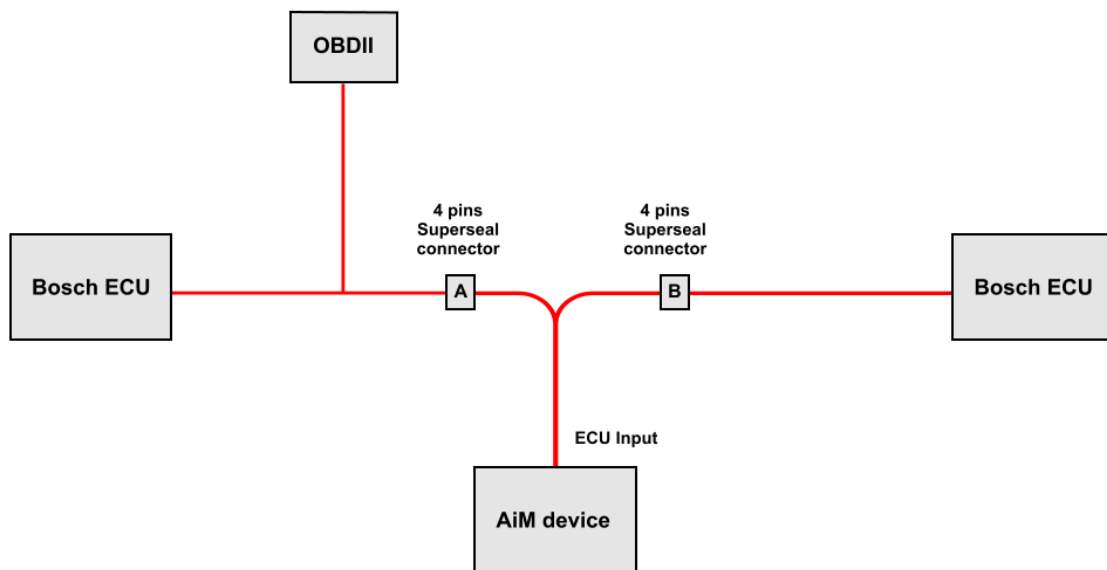 OBDII
4 pins
Superseal
connector
4 pins
Superseal
connector
Bosch ECU
A
B
Bosch ECU
ECU Input
AiM device